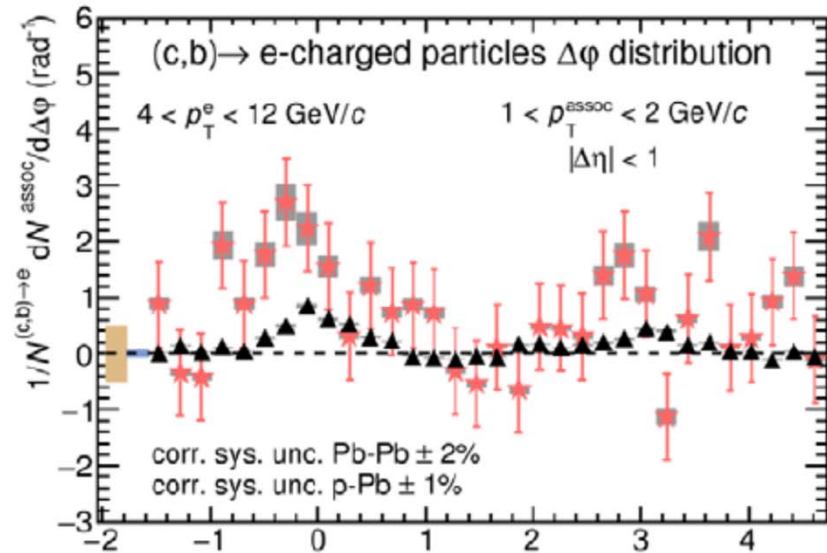 (c,b)→ e-charged particles Δφ distribution
4 < p_T^e < 12 GeV/c
1 < p_T^assoc < 2 GeV/c
|Δη| < 1
1/N^(c,b)→e dN^assoc/dΔφ (rad⁻¹)
6
5
4
3
2
1
0
−1
−2
−3
corr. sys. unc. Pb-Pb ± 2%
corr. sys. unc. p-Pb ± 1%
−2 −1 0 1 2 3 4